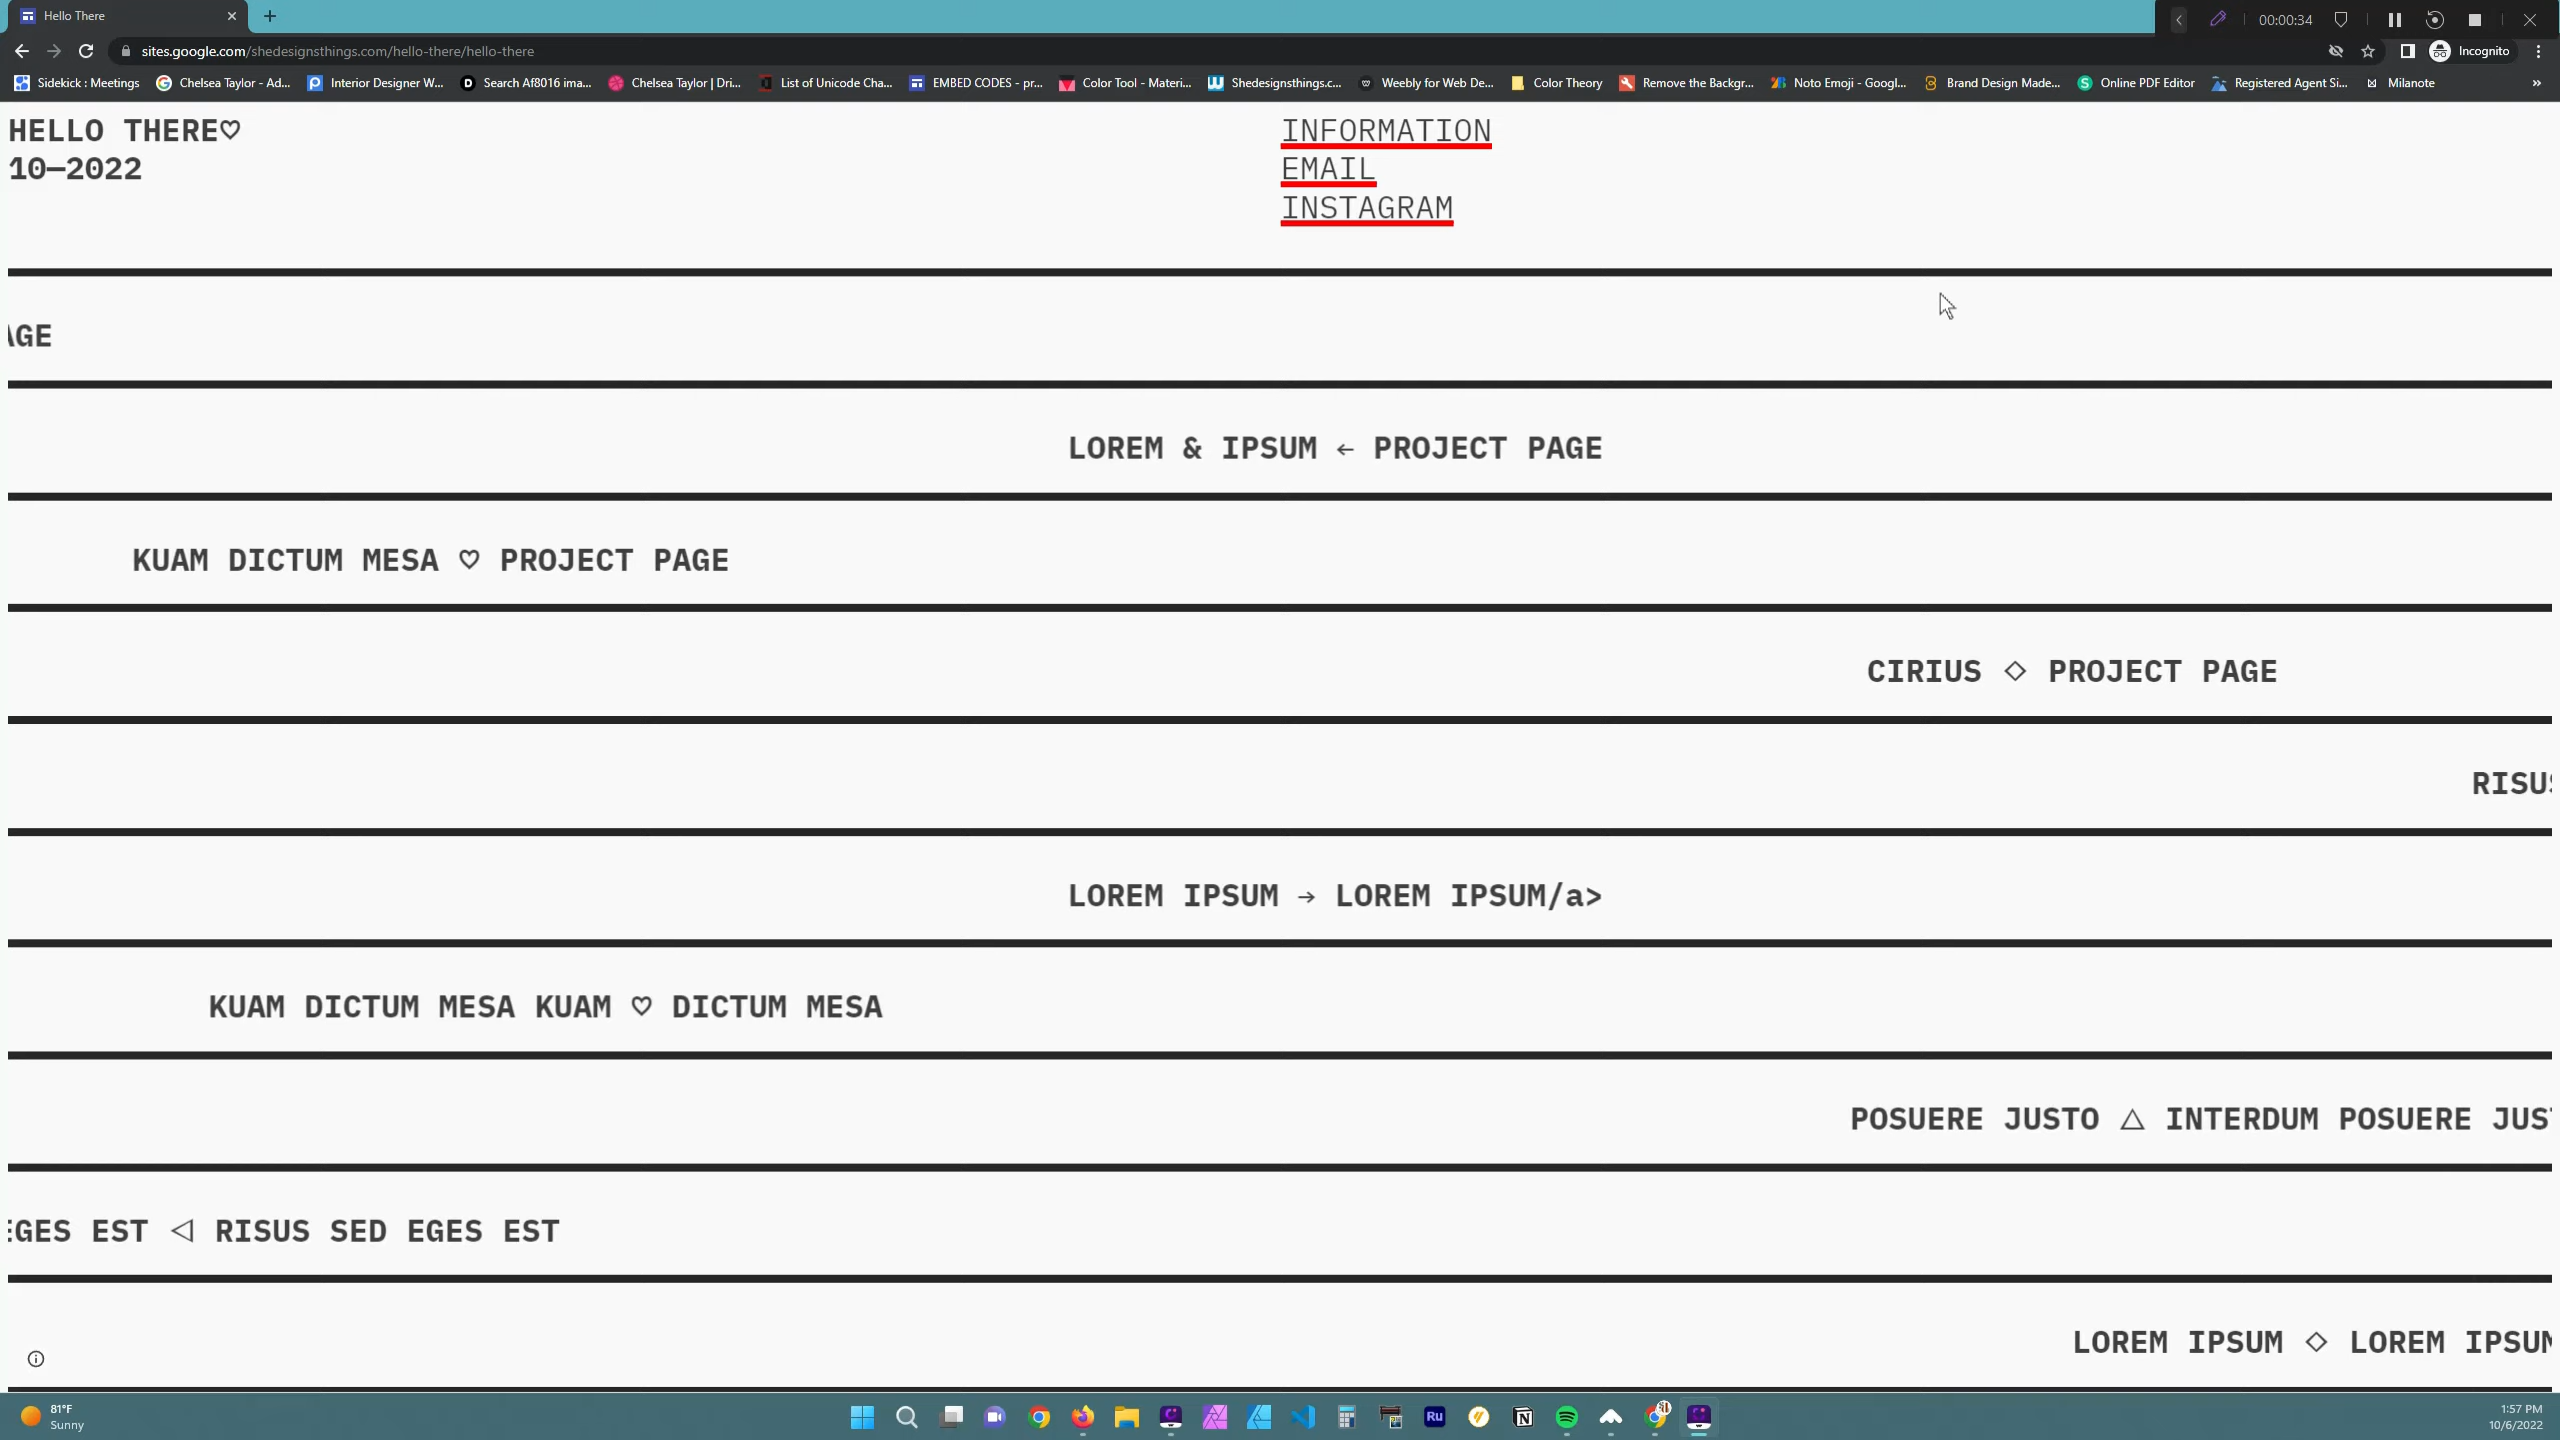 Hello There
00:00:34
sites.google.com/shedesignsthings.com/hello-there/hello-there
Incognito
Sidekick : Meetings
Chelsea Taylor - Ad...
Interior Designer W...
Search Af8016 ima...
Chelsea Taylor | Dri...
List of Unicode Cha...
EMBED CODES - pr...
Color Tool - Materi...
Shedesignsthings.c...
Weebly for Web De...
Color Theory
Remove the Backgr...
Noto Emoji - Googl...
Brand Design Made...
Online PDF Editor
Registered Agent Si...
Milanote
»
HELLO THERE♡
10—2022
INFORMATION
EMAIL
INSTAGRAM
AGE
LOREM & IPSUM ← PROJECT PAGE
KUAM DICTUM MESA ♡ PROJECT PAGE
CIRIUS ◇ PROJECT PAGE
RISUS
LOREM IPSUM → LOREM IPSUM/a>
KUAM DICTUM MESA KUAM ♡ DICTUM MESA
POSUERE JUSTO △ INTERDUM POSUERE JUST
EGES EST ◁ RISUS SED EGES EST
LOREM IPSUM ◇ LOREM IPSUM
81°F
Sunny
Ru
1:57 PM
10/6/2022